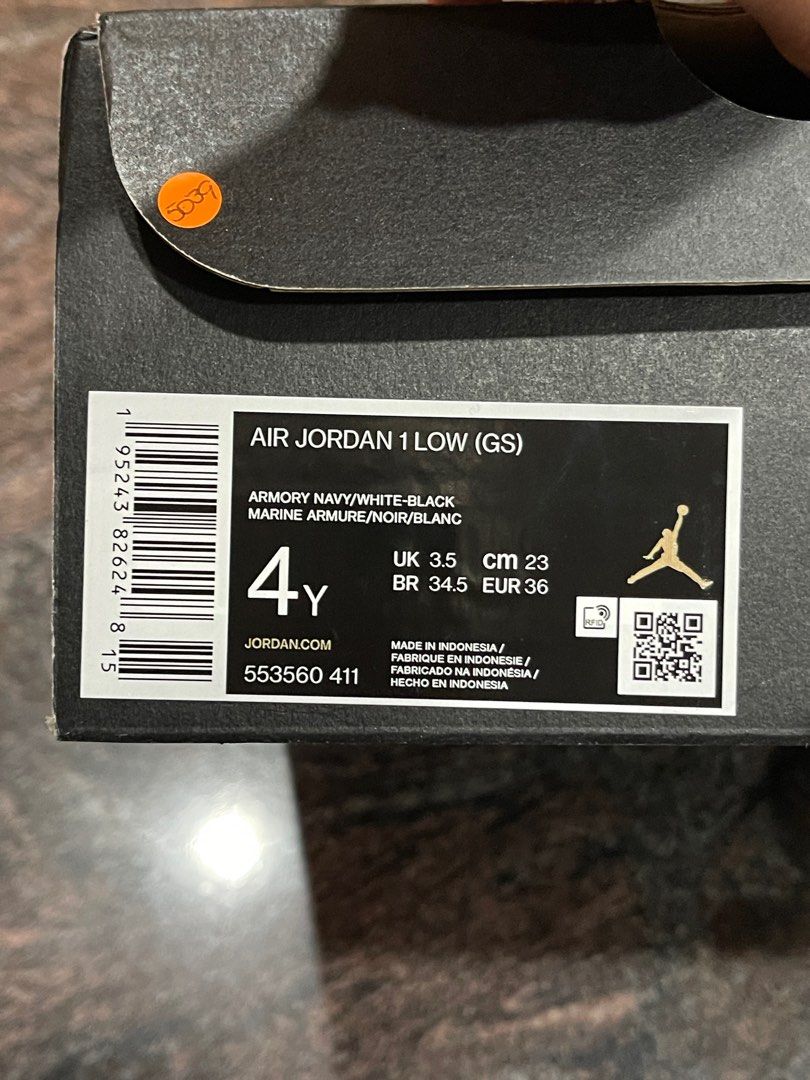 5039
AIR JORDAN 1 LOW (GS)
ARMORY NAVY/WHITE-BLACK
MARINE ARMURE/NOIR/BLANC
4Y
UK 3.5 cm 23
BR 34.5 EUR 36
RFID
JORDAN.COM
553560 411
MADE IN INDONESIA /
FABRIQUE EN INDONESIE /
FABRICADO NA INDONÉSIA /
HECHO EN INDONESIA
1 95243 82624 8 15